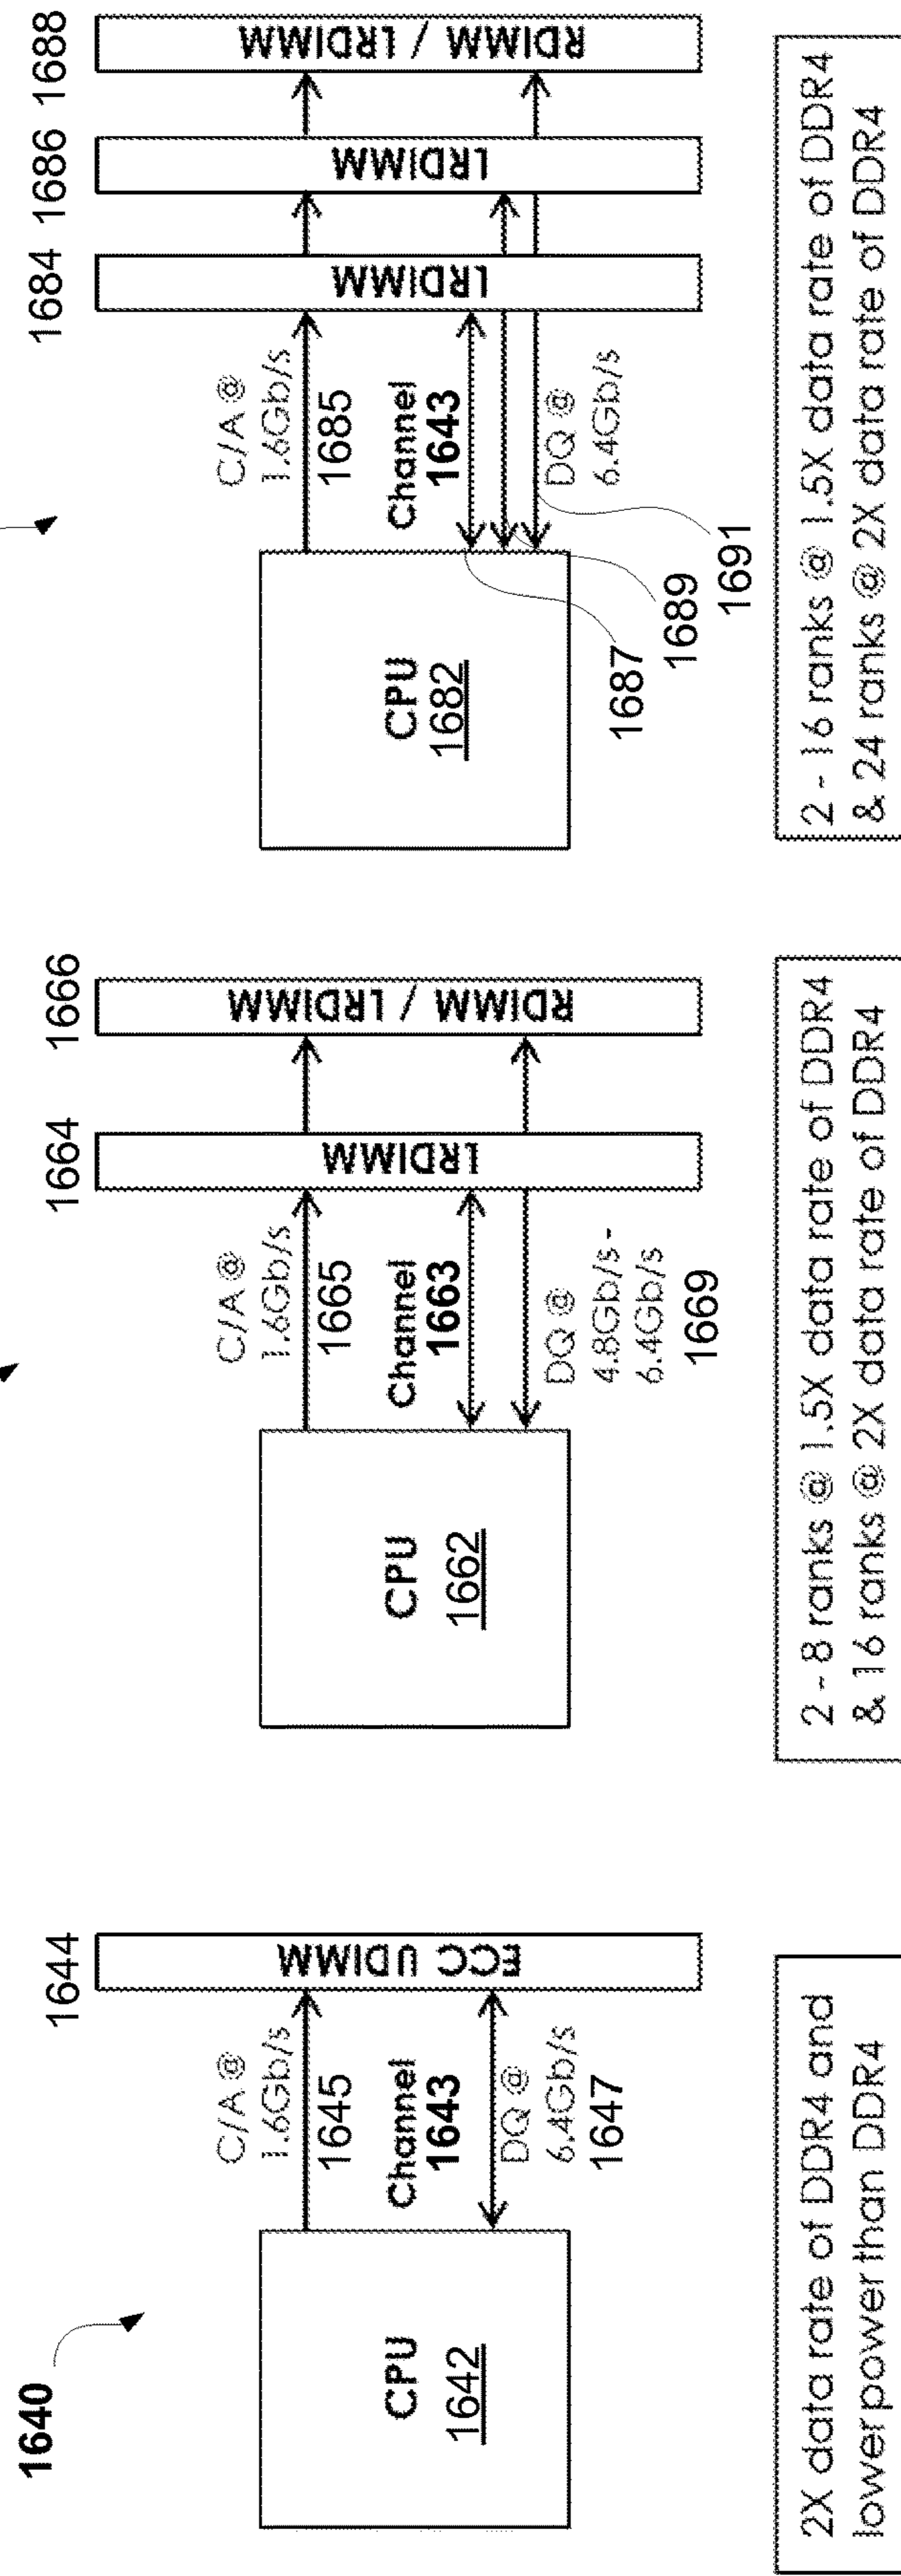 1640
CPU
1642
C/A @
1.6Gb/s
1645
Channel
1643
DQ @
6.4Gb/s
1647
1644
ECC UDIMM
2X data rate of DDR4 and
lower power than DDR4
CPU
1662
C/A @
1.6Gb/s
1665
Channel
1663
DQ @
4.8Gb/s -
6.4Gb/s
1669
1664
LRDIMM
1666
RDIMM / LRDIMM
2 - 8 ranks @ 1.5X data rate of DDR4
& 16 ranks @ 2X data rate of DDR4
CPU
1682
C/A @
1.6Gb/s
1685
Channel
1643
DQ @
6.4Gb/s
1687
1689
1691
1684
LRDIMM
1686
LRDIMM
1688
RDIMM / LRDIMM
2 - 16 ranks @ 1.5X data rate of DDR4
& 24 ranks @ 2X data rate of DDR4